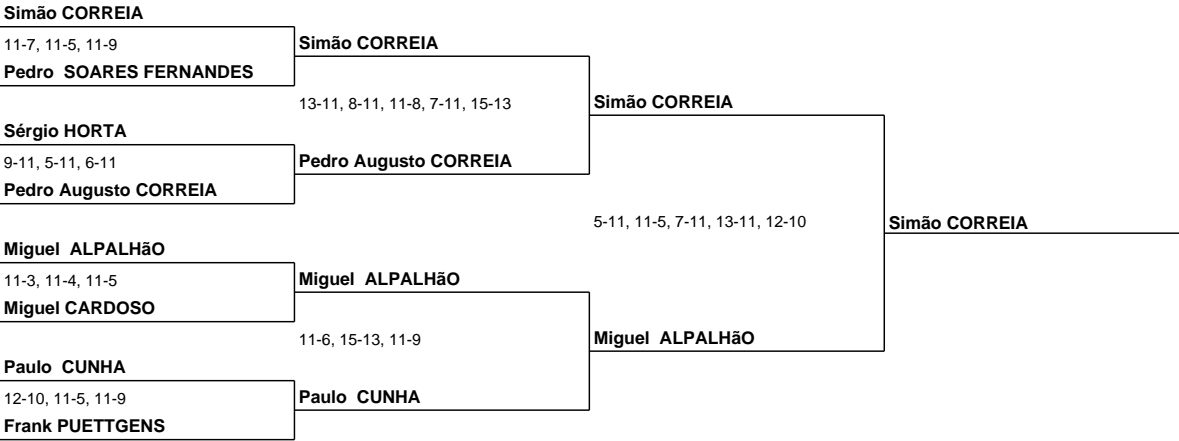 Simão CORREIA
11-7, 11-5, 11-9
Pedro  SOARES FERNANDES
Sérgio HORTA
9-11, 5-11, 6-11
Pedro Augusto CORREIA
Miguel  ALPALHãO
11-3, 11-4, 11-5
Miguel CARDOSO
Paulo  CUNHA
12-10, 11-5, 11-9
Frank PUETTGENS
Simão CORREIA
13-11, 8-11, 11-8, 7-11, 15-13
Pedro Augusto CORREIA
Miguel  ALPALHãO
11-6, 15-13, 11-9
Paulo  CUNHA
Simão CORREIA
5-11, 11-5, 7-11, 13-11, 12-10
Miguel  ALPALHãO
Simão CORREIA